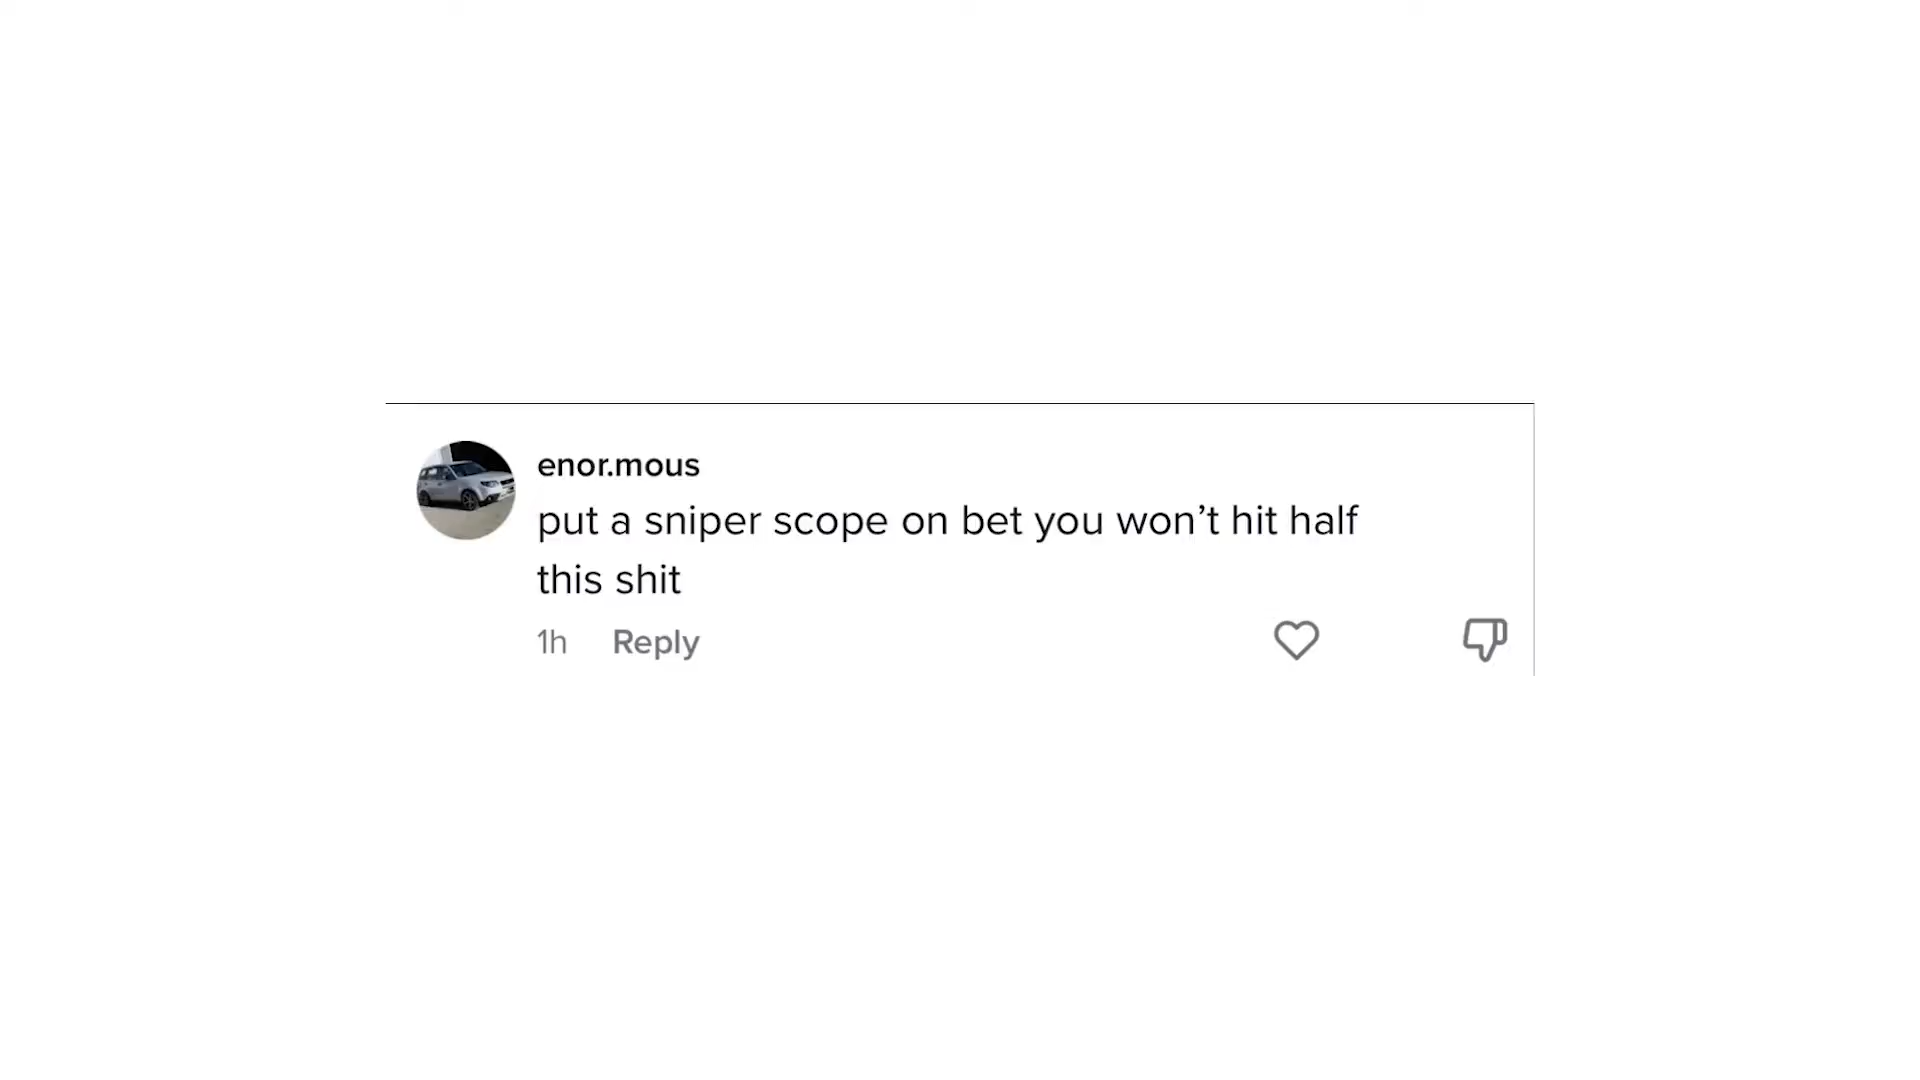 enor.mous
put a sniper scope on bet you won’t hit half
this shit
1h Reply